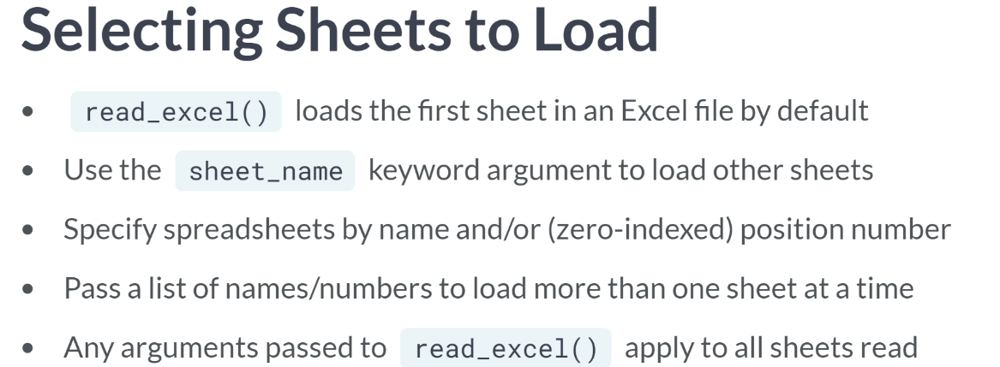 Selecting Sheets to Load
• read_excel() loads the first sheet in an Excel file by default
• Use the sheet_name keyword argument to load other sheets
• Specify spreadsheets by name and/or (zero-indexed) position number
• Pass a list of names/numbers to load more than one sheet at a time
• Any arguments passed to read_excel() apply to all sheets read